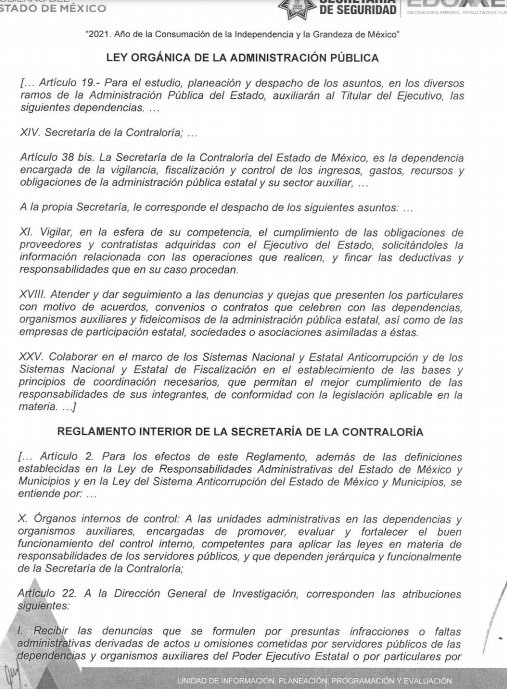 GOBIERNO DEL
ESTADO DE MÉXICO
SECRETARÍA
DE SEGURIDAD
EDOMÉX
DECISIONES FIRMES, RESULTADOS FUERTES
"2021. Año de la Consumación de la Independencia y la Grandeza de México"
LEY ORGÁNICA DE LA ADMINISTRACIÓN PÚBLICA
[… Artículo 19.- Para el estudio, planeación y despacho de los asuntos, en los diversos
ramos de la Administración Pública del Estado, auxiliarán al Titular del Ejecutivo, las
siguientes dependencias. …
XIV. Secretaría de la Contraloría; …
Artículo 38 bis. La Secretaría de la Contraloría del Estado de México, es la dependencia
encargada de la vigilancia, fiscalización y control de los ingresos, gastos, recursos y
obligaciones de la administración pública estatal y su sector auxiliar, …
A la propia Secretaría, le corresponde el despacho de los siguientes asuntos: …
XI. Vigilar, en la esfera de su competencia, el cumplimiento de las obligaciones de
proveedores y contratistas adquiridas con el Ejecutivo del Estado, solicitándoles la
información relacionada con las operaciones que realicen, y fincar las deductivas y
responsabilidades que en su caso procedan.
XVIII. Atender y dar seguimiento a las denuncias y quejas que presenten los particulares
con motivo de acuerdos, convenios o contratos que celebren con las dependencias,
organismos auxiliares y fideicomisos de la administración pública estatal, así como de las
empresas de participación estatal, sociedades o asociaciones asimiladas a éstas.
XXV. Colaborar en el marco de los Sistemas Nacional y Estatal Anticorrupción y de los
Sistemas Nacional y Estatal de Fiscalización en el establecimiento de las bases y
principios de coordinación necesarios, que permitan el mejor cumplimiento de las
responsabilidades de sus integrantes, de conformidad con la legislación aplicable en la
materia. …]
REGLAMENTO INTERIOR DE LA SECRETARÍA DE LA CONTRALORÍA
[… Artículo 2. Para los efectos de este Reglamento, además de las definiciones
establecidas en la Ley de Responsabilidades Administrativas del Estado de México y
Municipios y en la Ley del Sistema Anticorrupción del Estado de México y Municipios, se
entiende por: …
X. Órganos internos de control: A las unidades administrativas en las dependencias y
organismos auxiliares, encargadas de promover, evaluar y fortalecer el buen
funcionamiento del control interno, competentes para aplicar las leyes en materia de
responsabilidades de los servidores públicos, y que dependen jerárquica y funcionalmente
de la Secretaría de la Contraloría;
Artículo 22. A la Dirección General de Investigación, corresponden las atribuciones
siguientes:
I. Recibir las denuncias que se formulen por presuntas infracciones o faltas
administrativas derivadas de actos u omisiones cometidas por servidores públicos de las
dependencias y organismos auxiliares del Poder Ejecutivo Estatal o por particulares por
UNIDAD DE INFORMACIÓN, PLANEACIÓN, PROGRAMACIÓN Y EVALUACIÓN